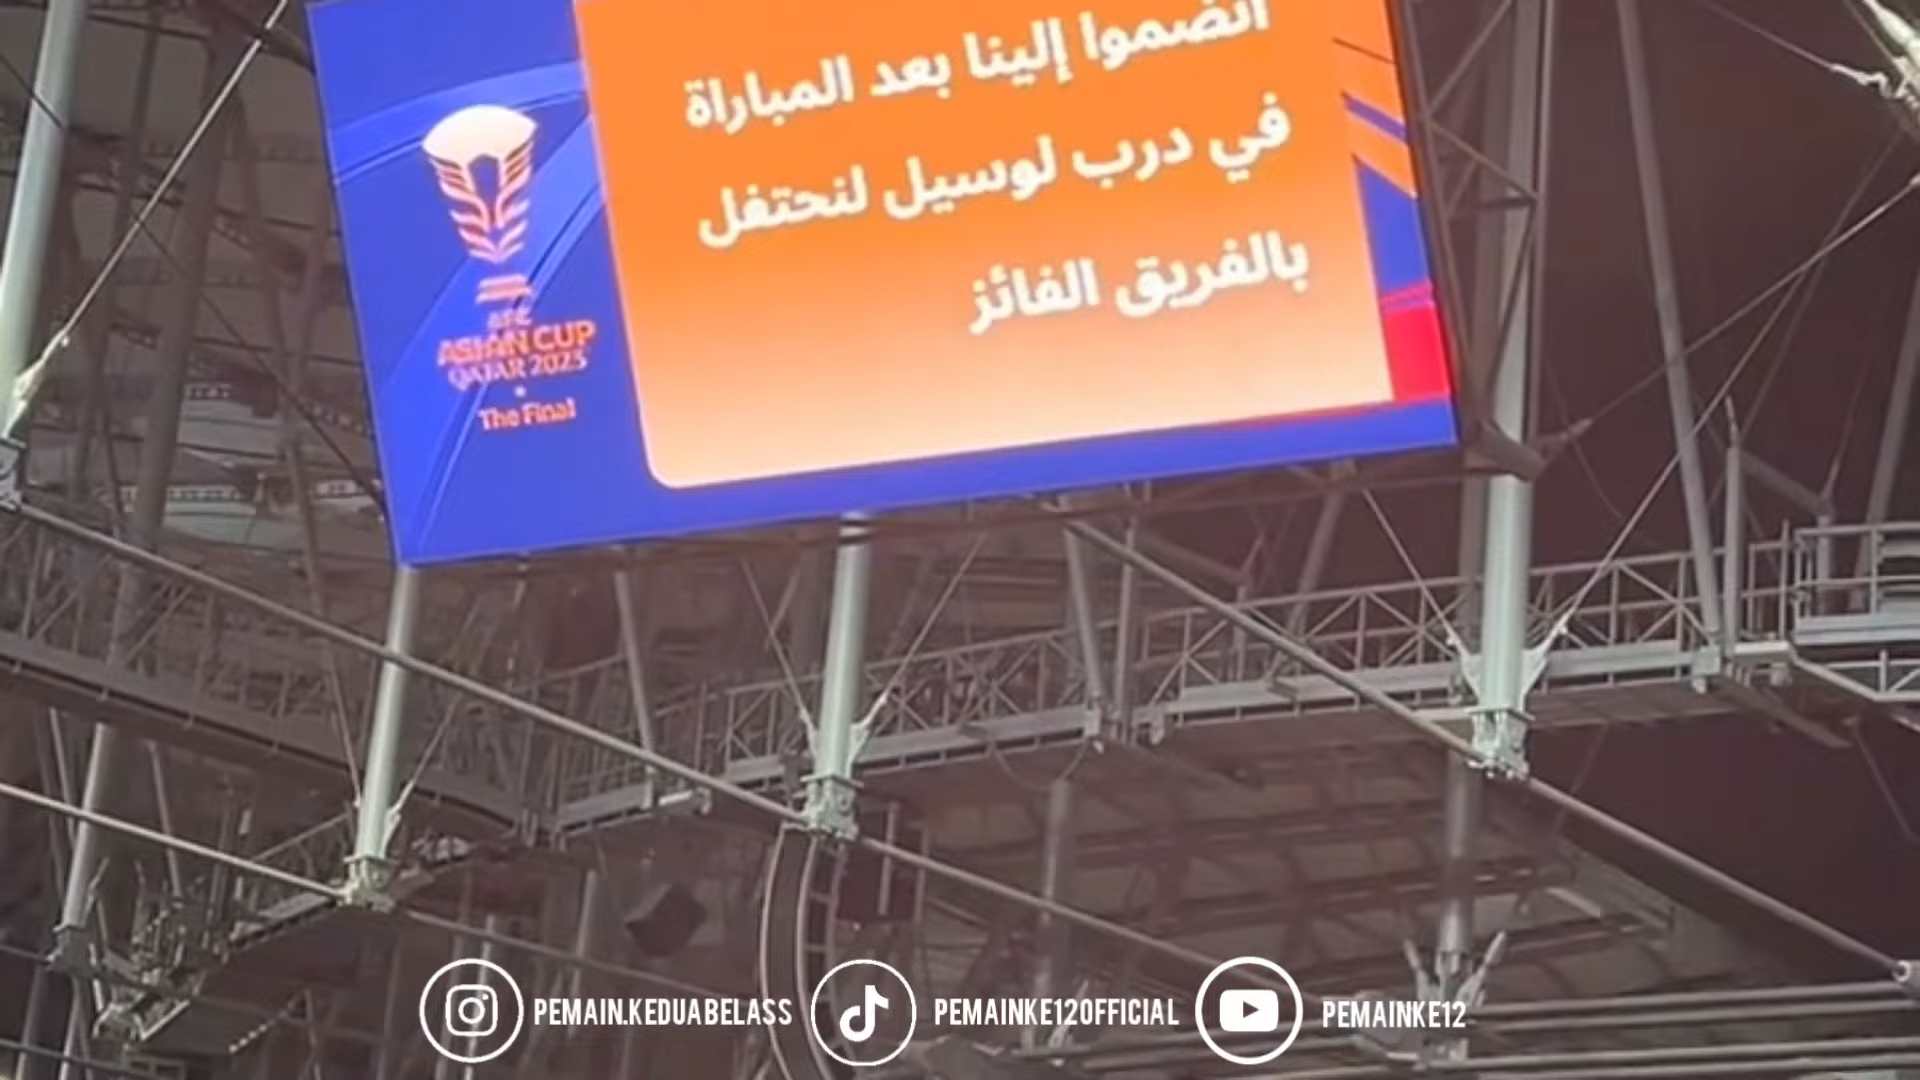 انضموا إلينا بعد المباراة
في درب لوسيل لنحتفل
بالفريق الفائز
AFC
ASIAN CUP
QATAR 2023
The Final
PEMAIN.KEDUABELASS
PEMAINKE12OFFICIAL
PEMAINKE12